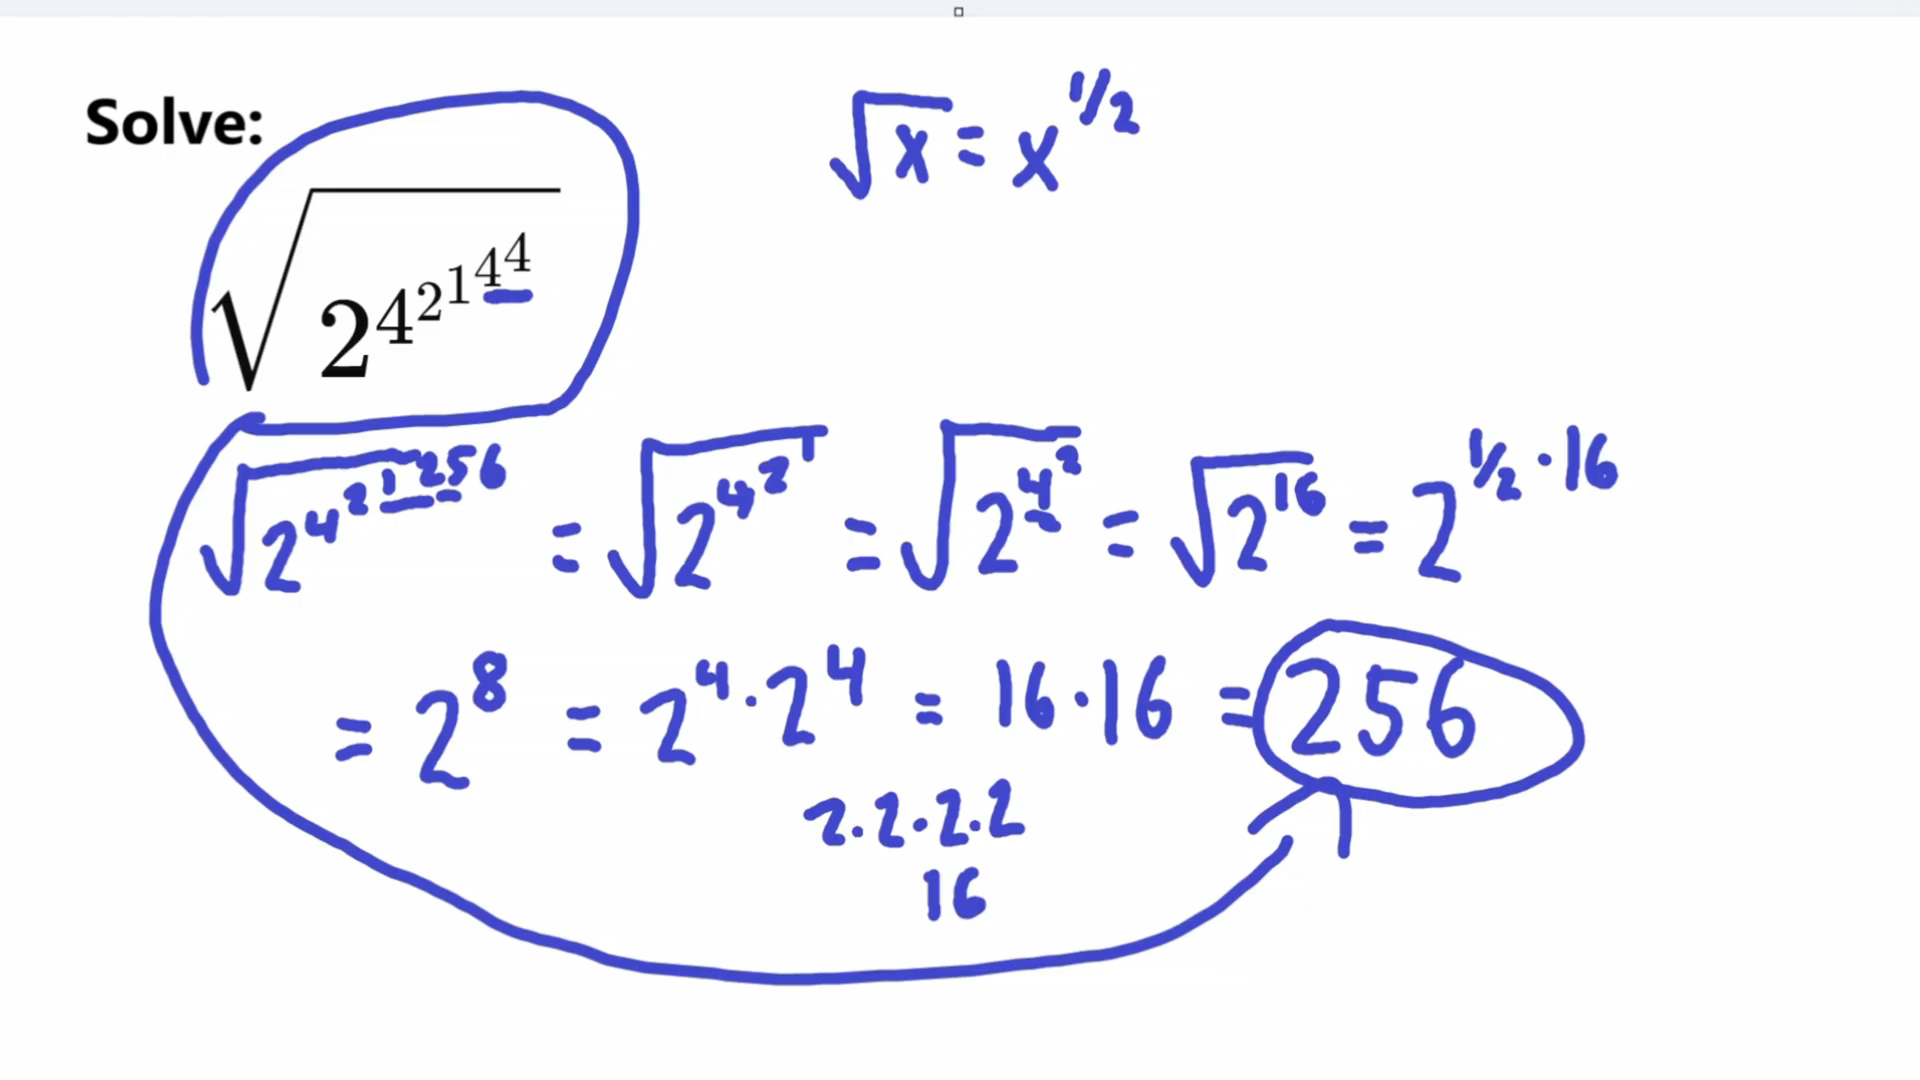 Solve:
√x = x^1/2
√2^4^2^1^4^4
√2^4^2^1^256 = √2^4^2^1 = √2^4^2 = √2^16 = 2^1/2·16
= 2^8 = 2^4 · 2^4 = 16·16 = 256
2·2·2·2
16